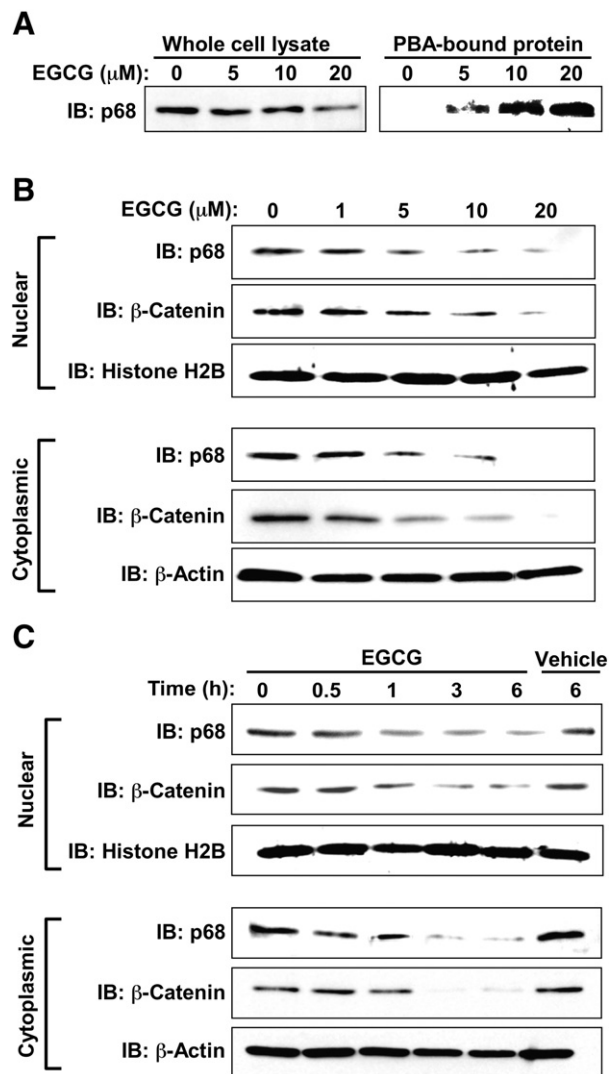 A
Whole cell lysate PBA-bound protein
EGCG (μM): 0 5 10 20 0 5 10 20
IB: p68
B
EGCG (μM): 0 1 5 10 20
Nuclear
IB: p68
IB: β-Catenin
IB: Histone H2B
Cytoplasmic
IB: p68
IB: β-Catenin
IB: β-Actin
C
EGCG Vehicle
Time (h): 0 0.5 1 3 6 6
Nuclear
IB: p68
IB: β-Catenin
IB: Histone H2B
Cytoplasmic
IB: p68
IB: β-Catenin
IB: β-Actin